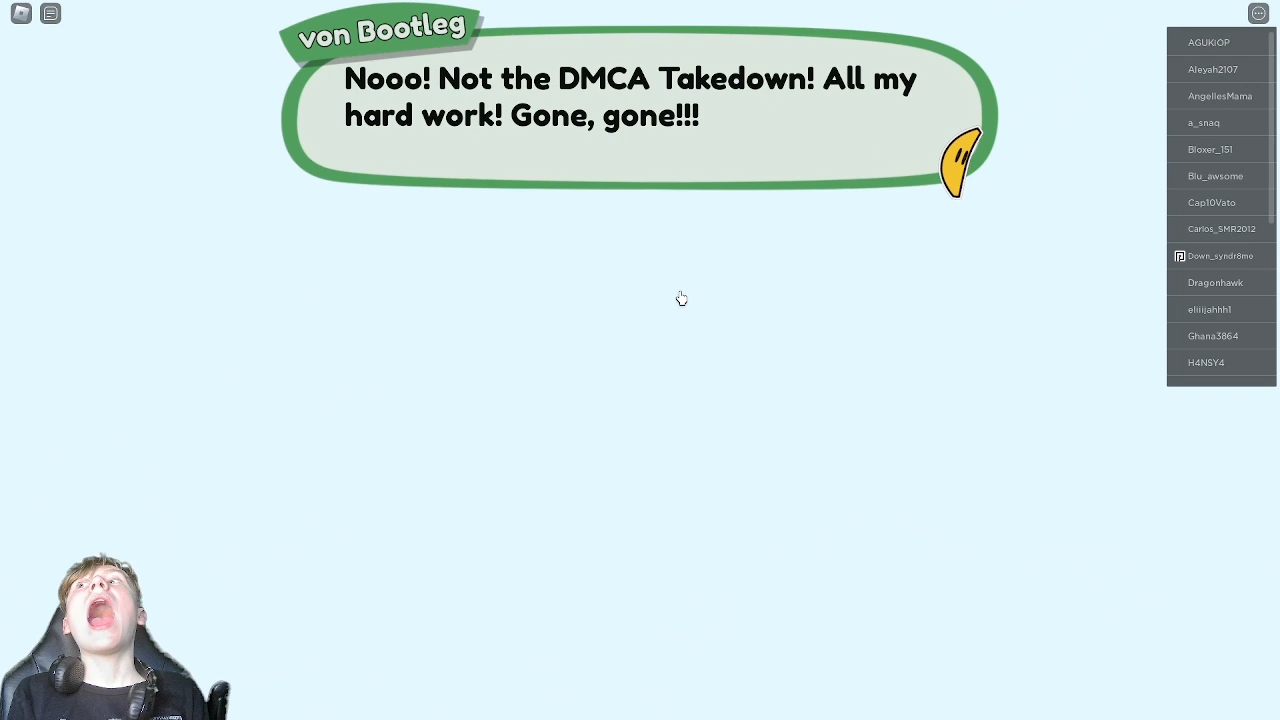 von Bootleg
Nooo! Not the DMCA Takedown! All my
hard work! Gone, gone!!!
AGUKIOP
Aleyah2107
AngellesMama
a_snaq
Bloxer_151
Blu_awsome
Cap10Vato
Carlos_SMR2012
Down_syndr8me
Dragonhawk
eliiijahhh1
Ghana3864
H4NSY4